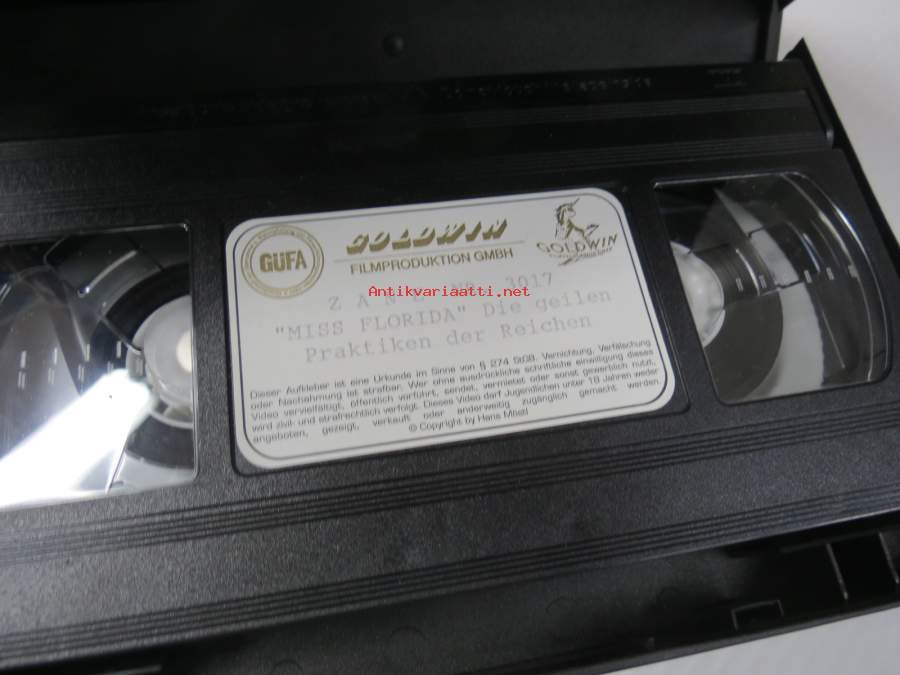 GÜFA
GOLDWIN
FILMPRODUKTION GMBH
GOLDWIN
3017
Antikvariaatti.net
"MISS FLORIDA" Die geilen
Praktiken der Reichen
Dieser Aufkleber ist eine Urkunde im Sinne von § 274 StGB. Vernichtung, Verfälschung
oder Nachahmung ist strafbar. Wer ohne ausdrückliche schriftliche einwilligung dieses
Video vervielfältigt, öffentlich vorführt, sendet, vermietet oder sonst gewerblich nutzt,
wird zivil- und strafrechtlich verfolgt. Dieses Video darf Jugendlichen unter 18 Jahren weder
angeboten, gezeigt, verkauft oder anderweitig zugänglich gemacht werden.
© Copyright by Hans Moser